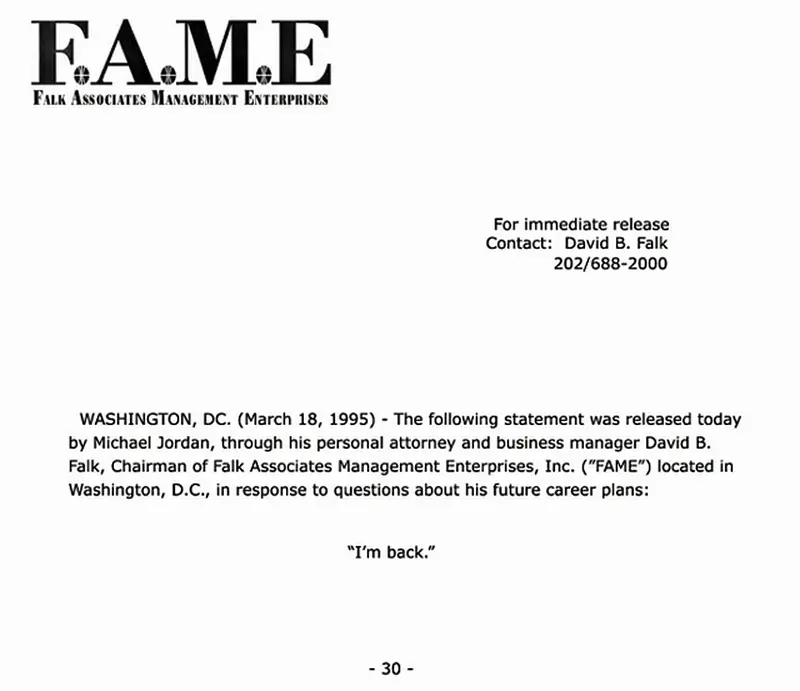 F.A.M.E
FALK ASSOCIATES MANAGEMENT ENTERPRISES
For immediate release
Contact: David B. Falk
202/688-2000
WASHINGTON, DC. (March 18, 1995) - The following statement was released today
by Michael Jordan, through his personal attorney and business manager David B.
Falk, Chairman of Falk Associates Management Enterprises, Inc. ("FAME") located in
Washington, D.C., in response to questions about his future career plans:
"I'm back."
- 30 -